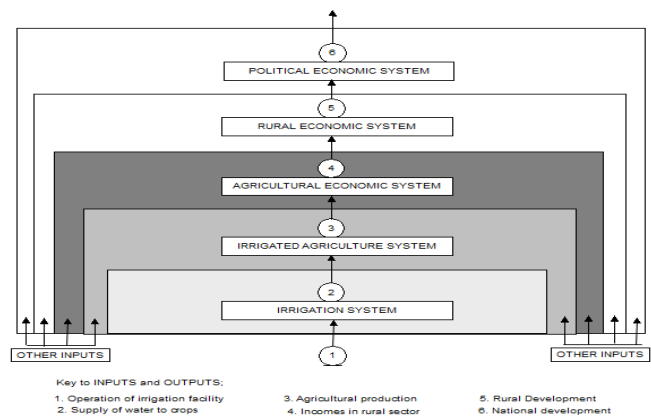 6
POLITICAL ECONOMIC SYSTEM
5
RURAL ECONOMIC SYSTEM
4
AGRICULTURAL ECONOMIC SYSTEM
3
IRRIGATED AGRICULTURE SYSTEM
2
IRRIGATION SYSTEM
OTHER INPUTS
1
OTHER INPUTS
Key to INPUTS and OUTPUTS;
1. Operation of irrigation facility
2. Supply of water to crops
3. Agricultural production
4. Incomes in rural sector
5. Rural Development
6. National development